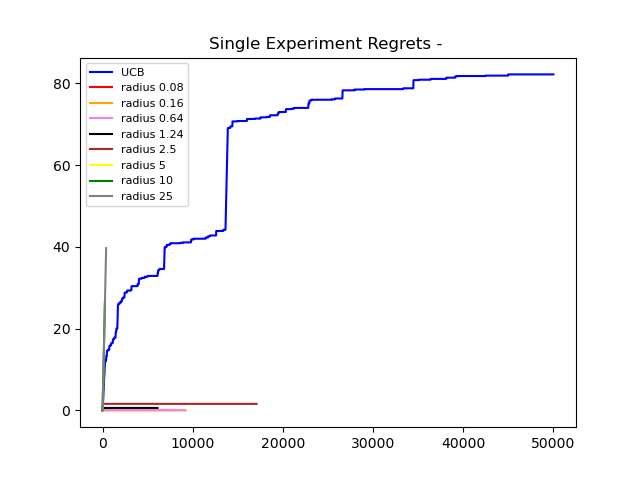 Single Experiment Regrets -
UCB
radius 0.08
radius 0.16
radius 0.64
radius 1.24
radius 2.5
radius 5
radius 10
radius 25
80
60
40
20
0
0 10000 20000 30000 40000 50000